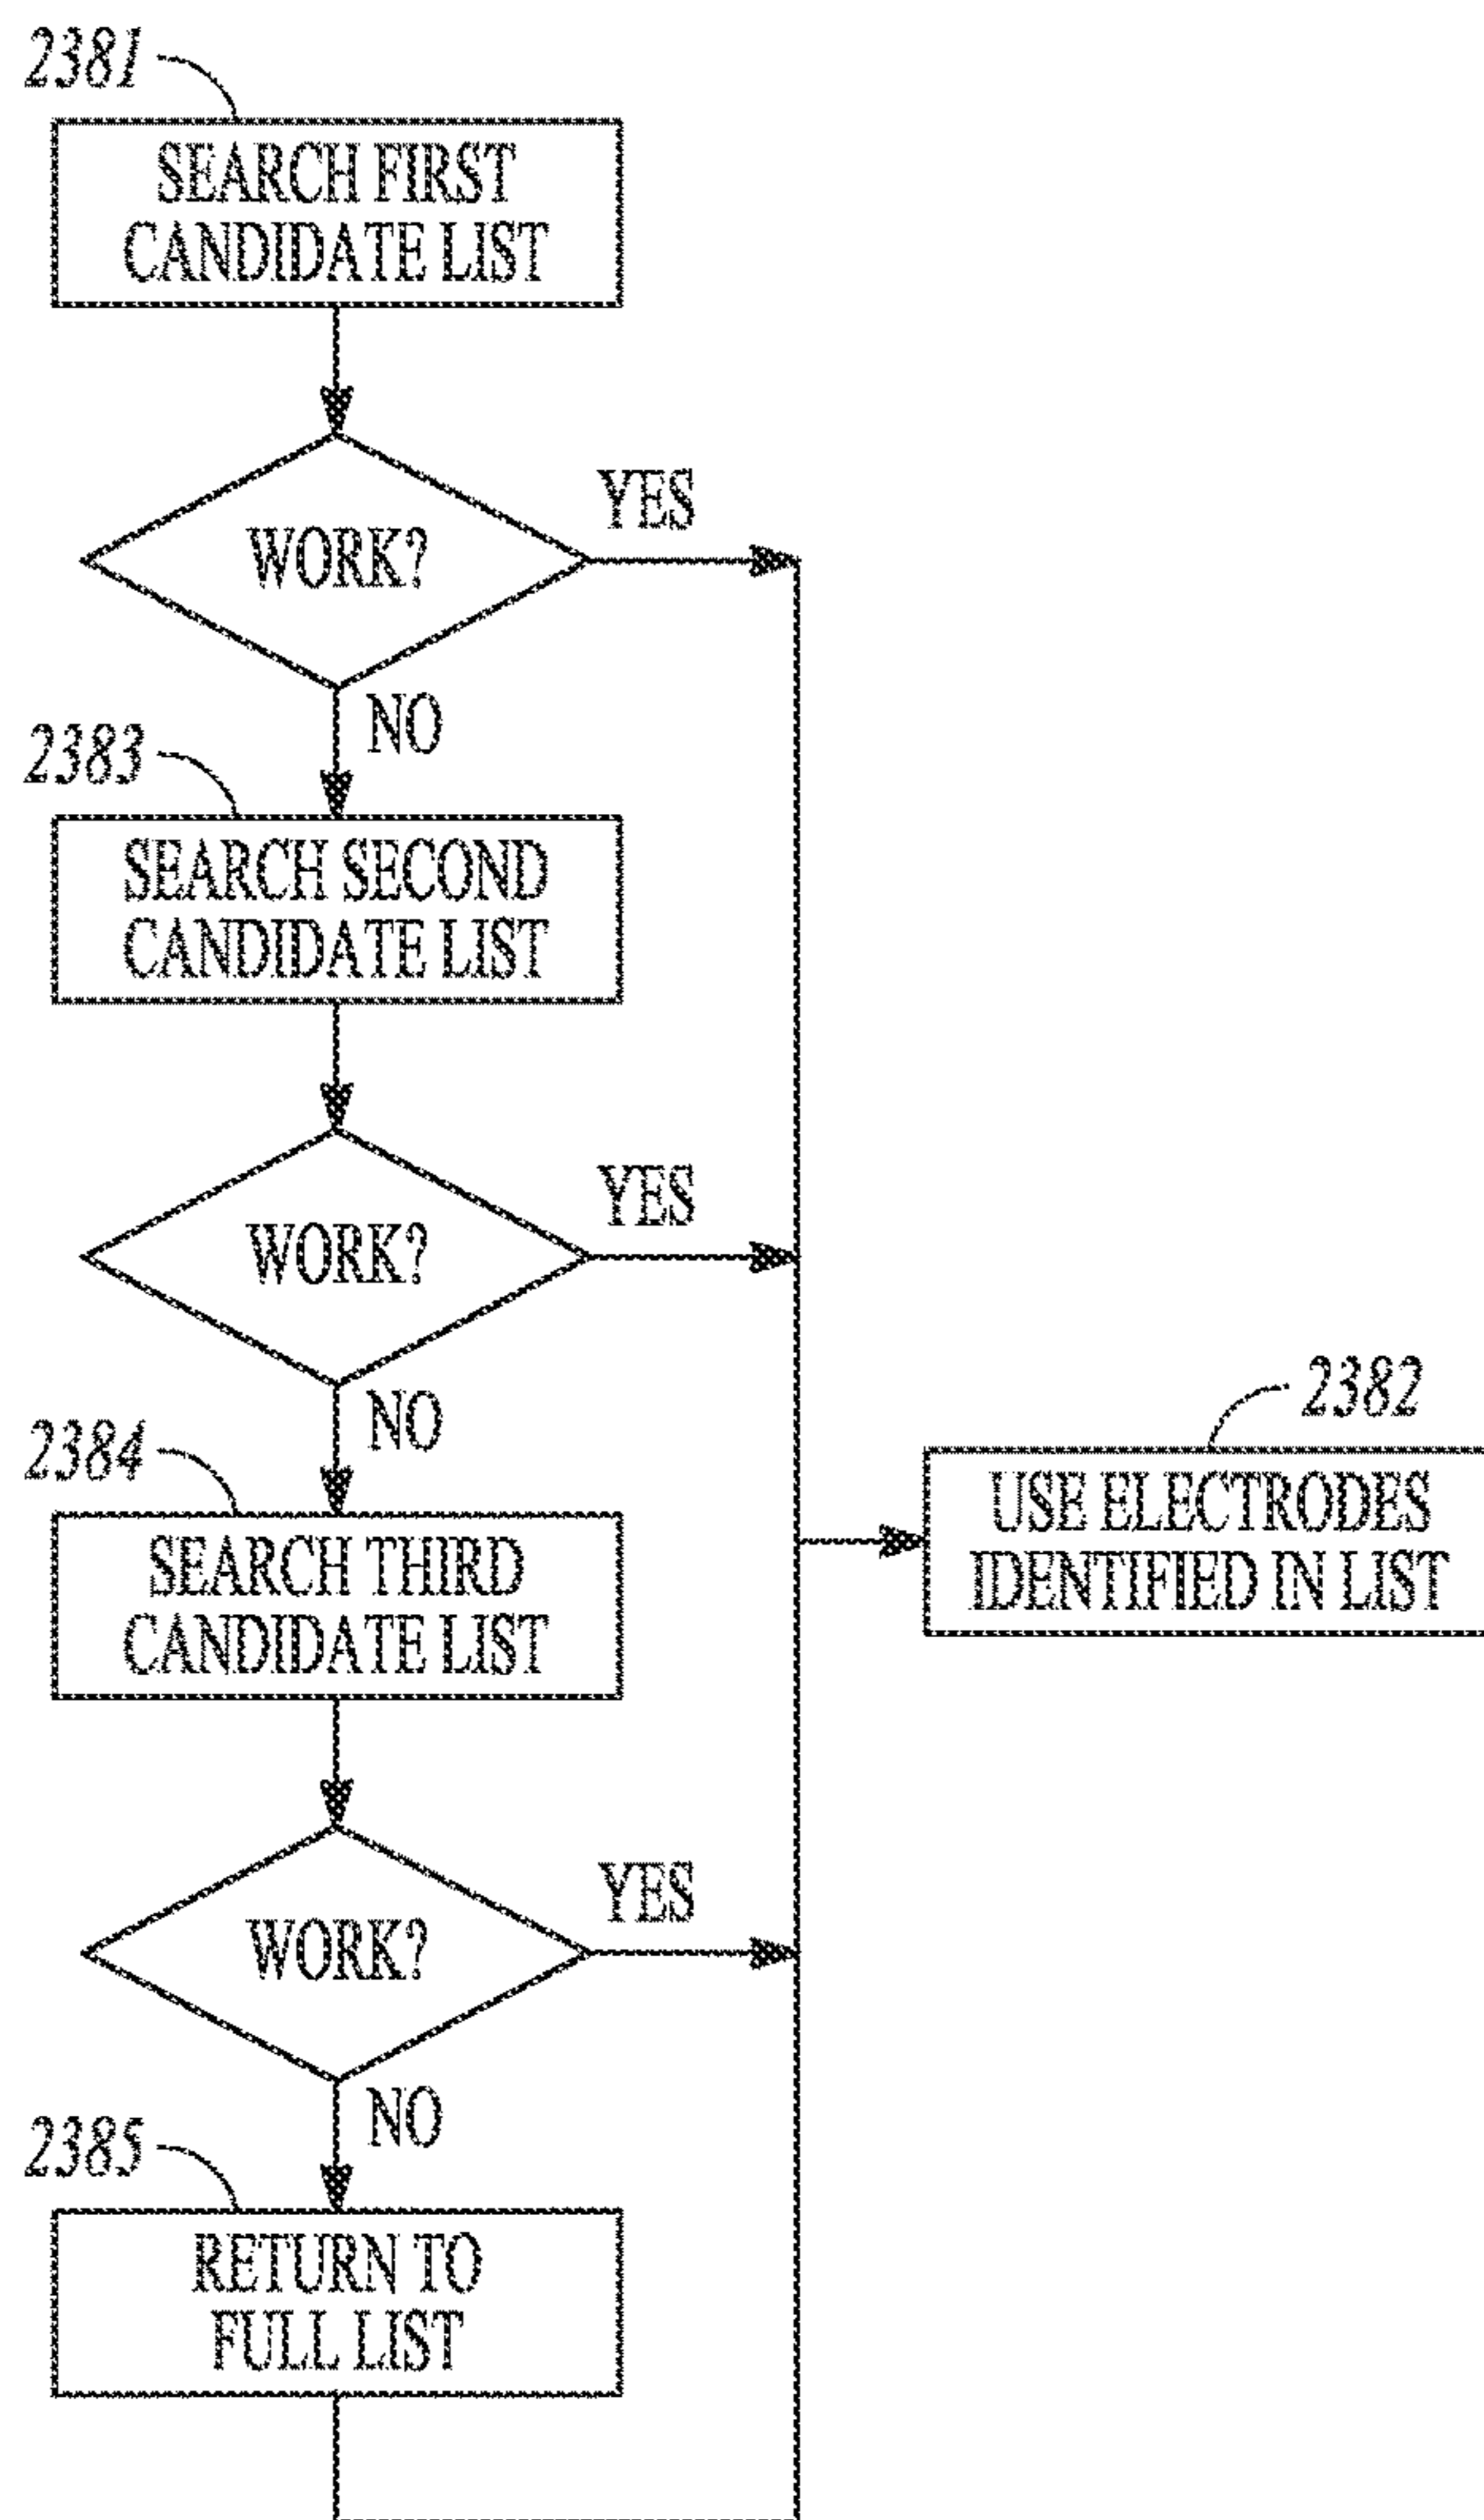 2381
SEARCH FIRST
CANDIDATE LIST
WORK?
YES
NO
2383
SEARCH SECOND
CANDIDATE LIST
WORK?
YES
NO
2382
USE ELECTRODES
IDENTIFIED IN LIST
2384
SEARCH THIRD
CANDIDATE LIST
WORK?
YES
NO
2385
RETURN TO
FULL LIST